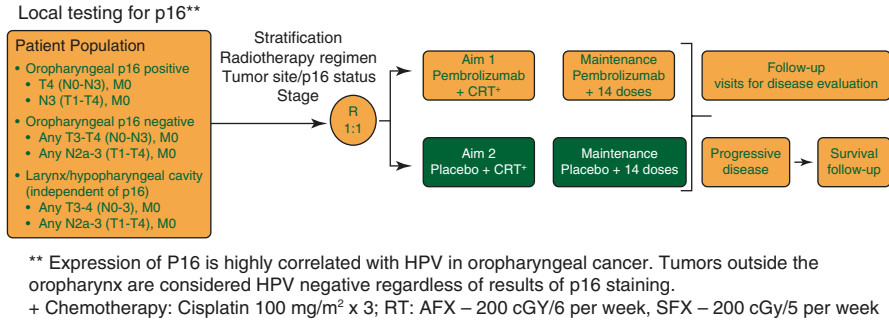 Local testing for p16**
Patient Population
• Oropharyngeal p16 positive
• T4 (N0-N3), M0
• N3 (T1-T4), M0
• Oropharyngeal p16 negative
• Any T3-T4 (N0-N3), M0
• Any N2a-3 (T1-T4), M0
• Larynx/hypopharyngeal cavity
(independent of p16)
• Any T3-4 (N0-3), M0
• Any N2a-3 (T1-T4), M0
Stratification
Radiotherapy regimen
Tumor site/p16 status
Stage
R
1:1
Aim 1
Pembrolizumab
+ CRT+
Maintenance
Pembrolizumab
+ 14 doses
Aim 2
Placebo + CRT+
Maintenance
Placebo + 14 doses
Follow-up
visits for disease evaluation
Progressive
disease
Survival
follow-up
** Expression of P16 is highly correlated with HPV in oropharyngeal cancer. Tumors outside the
oropharynx are considered HPV negative regardless of results of p16 staining.
+ Chemotherapy: Cisplatin 100 mg/m² x 3; RT: AFX – 200 cGY/6 per week, SFX – 200 cGy/5 per week